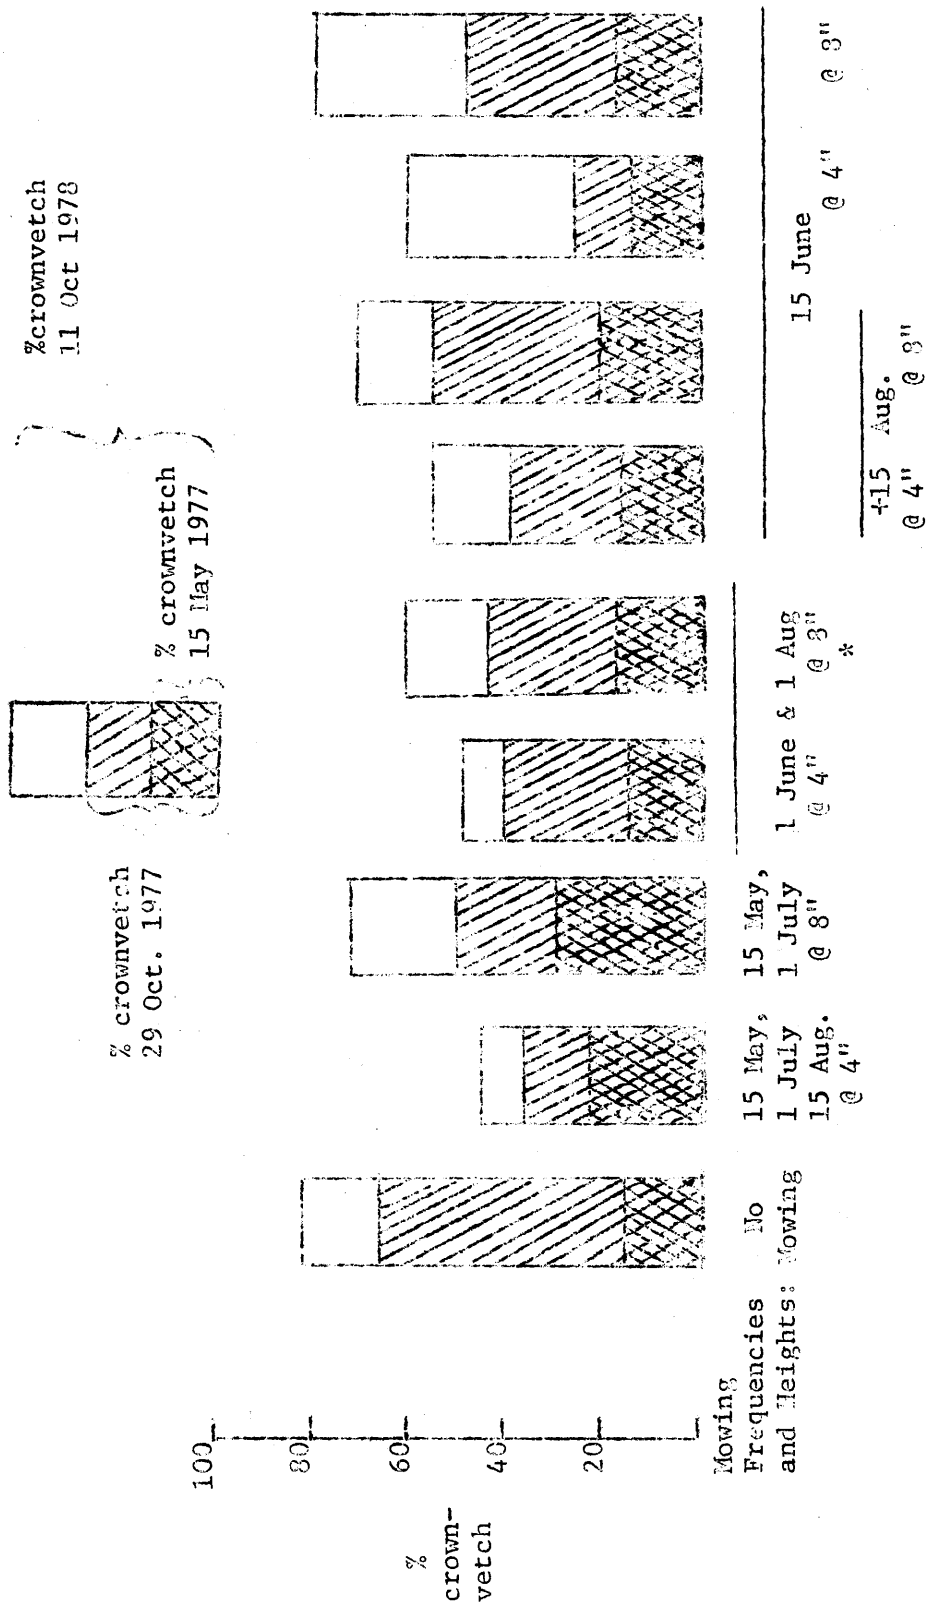 %crownvetch
11 Oct 1978
% crownvetch
15 May 1977
% crownvetch
29 Oct. 1977
%
crown-
vetch
100
80
60
40
20
Mowing
Frequencies
and Heights:
No
Mowing
15 May,
1 July
15 Aug.
@ 4"
15 May,
1 July
@ 8"
1 June & 1 Aug
@ 4" @ 8"
*
15 June
+15 Aug.
@ 4" @ 8"
@ 4" @ 8"